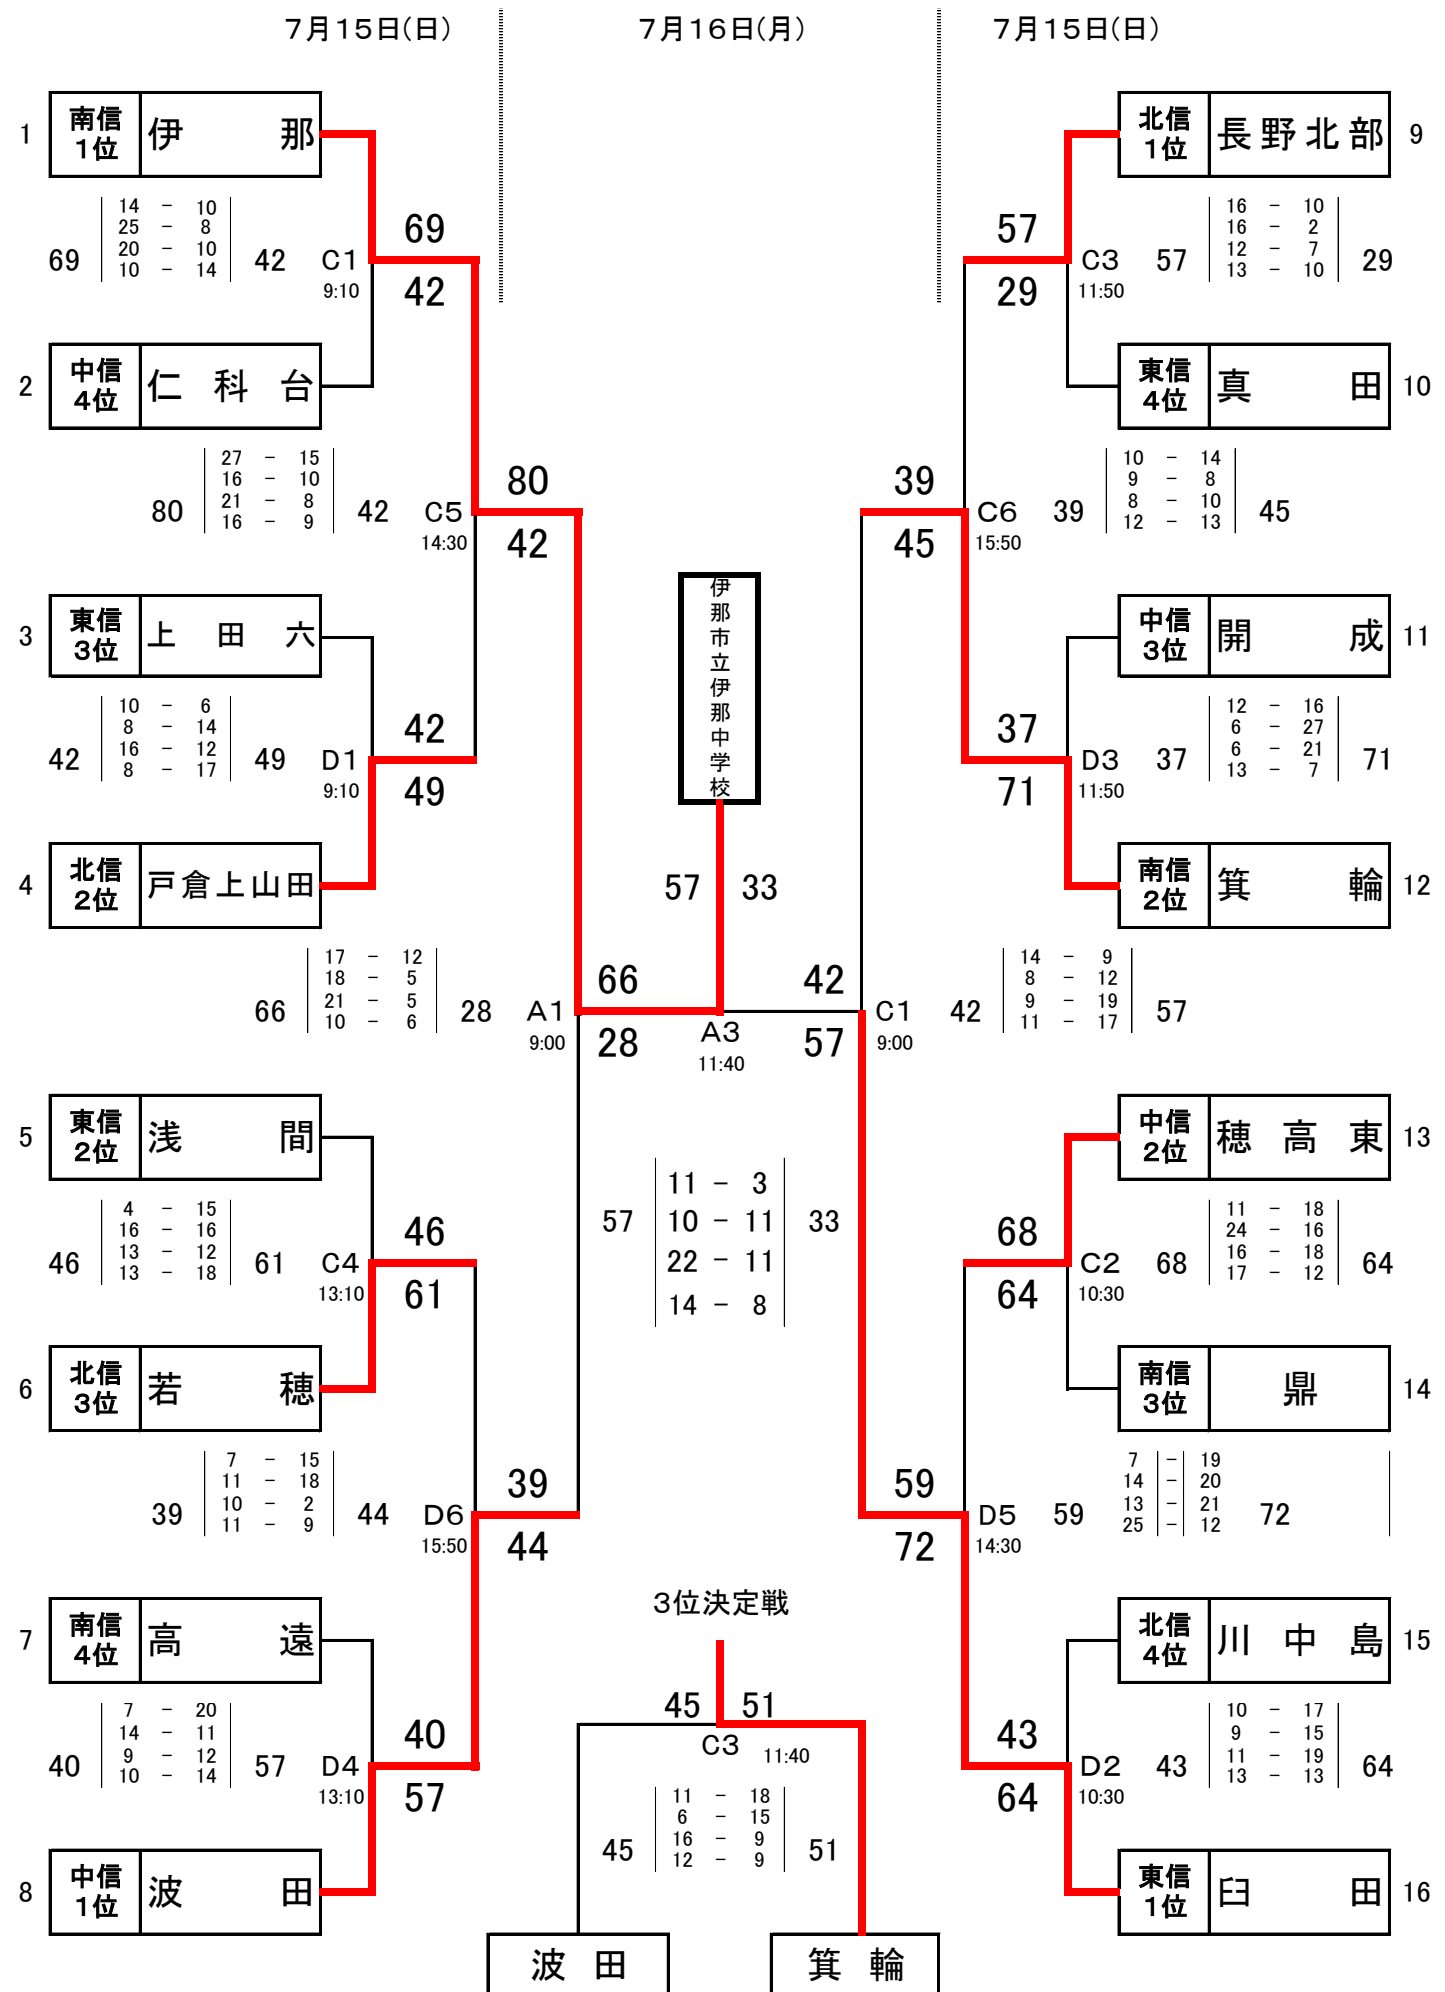 7月15日(日)
7月16日(月)
7月15日(日)
1 南信1位 伊那
14 － 10
25 － 8
20 － 10
10 － 14
69 42
C1
9:10
69
42
2 中信4位 仁科台
27 － 15
16 － 10
21 － 8
16 － 9
80 42
C5
14:30
80
42
3 東信3位 上田六
10 － 6
8 － 14
16 － 12
8 － 17
42 49
D1
9:10
42
49
4 北信2位 戸倉上山田
17 － 12
18 － 5
21 － 5
10 － 6
66 28
A1
9:00
66
28
5 東信2位 浅間
4 － 15
16 － 16
13 － 12
13 － 18
46 61
C4
13:10
46
61
6 北信3位 若穂
7 － 15
11 － 18
10 － 2
11 － 9
39 44
D6
15:50
39
44
7 南信4位 高遠
7 － 20
14 － 11
9 － 12
10 － 14
40 57
D4
13:10
40
57
8 中信1位 波田
伊那市立伊那中学校
57 33
A3
11:40
11 － 3
10 － 11
22 － 11
14 － 8
57 33
3位決定戦
45 51
C3 11:40
11 － 18
6 － 15
16 － 9
12 － 9
45 51
波田
箕輪
北信1位 長野北部 9
57
29
C3
11:50
16 － 10
16 － 2
12 － 7
13 － 10
57 29
東信4位 真田 10
39
45
C6
15:50
10 － 14
9 － 8
8 － 10
12 － 13
39 45
中信3位 開成 11
37
71
D3
11:50
12 － 16
6 － 27
6 － 21
13 － 7
37 71
南信2位 箕輪 12
42
57
C1
9:00
14 － 9
8 － 12
9 － 19
11 － 17
42 57
中信2位 穂高東 13
68
64
C2
10:30
11 － 18
24 － 16
16 － 18
17 － 12
68 64
南信3位 鼎 14
59
72
D5
14:30
7 － 19
14 － 20
13 － 21
25 － 12
59 72
北信4位 川中島 15
43
64
D2
10:30
10 － 17
9 － 15
11 － 19
13 － 13
43 64
東信1位 臼田 16